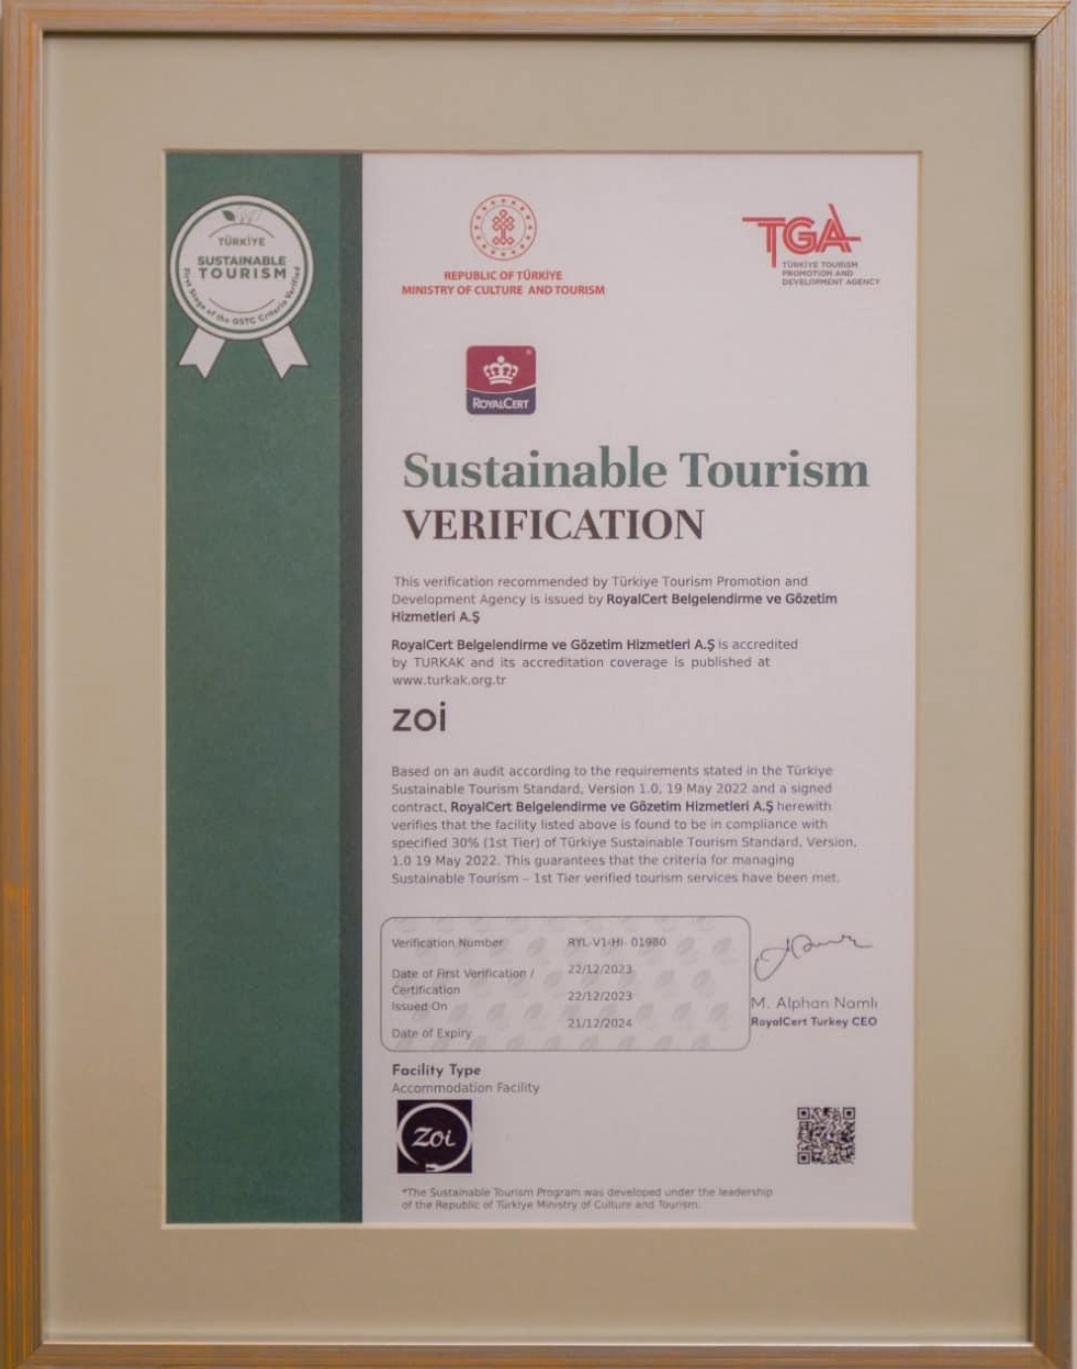 TÜRKİYE
SUSTAINABLE
TOURISM
First Stage of the GSTC Criteria Verified
REPUBLIC OF TÜRKİYE
MINISTRY OF CULTURE AND TOURISM
TGA
TÜRKİYE TOURISM
PROMOTION AND
DEVELOPMENT AGENCY
ROYALCERT
Sustainable Tourism
VERIFICATION
This verification recommended by Türkiye Tourism Promotion and
Development Agency is issued by RoyalCert Belgelendirme ve Gözetim
Hizmetleri A.Ş
RoyalCert Belgelendirme ve Gözetim Hizmetleri A.Ş is accredited
by TURKAK and its accreditation coverage is published at
www.turkak.org.tr
zoi
Based on an audit according to the requirements stated in the Türkiye
Sustainable Tourism Standard, Version 1.0, 19 May 2022 and a signed
contract, RoyalCert Belgelendirme ve Gözetim Hizmetleri A.Ş herewith
verifies that the facility listed above is found to be in compliance with
specified 30% (1st Tier) of Türkiye Sustainable Tourism Standard, Version,
1.0 19 May 2022. This guarantees that the criteria for managing
Sustainable Tourism – 1st Tier verified tourism services have been met.
Verification Number RYL-V1-HI- 01980
Date of First Verification / 22/12/2023
Certification
Issued On 22/12/2023
Date of Expiry 21/12/2024
M. Alphan Namlı
RoyalCert Turkey CEO
Facility Type
Accommodation Facility
Zoi
*The Sustainable Tourism Program was developed under the leadership
of the Republic of Türkiye Ministry of Culture and Tourism.